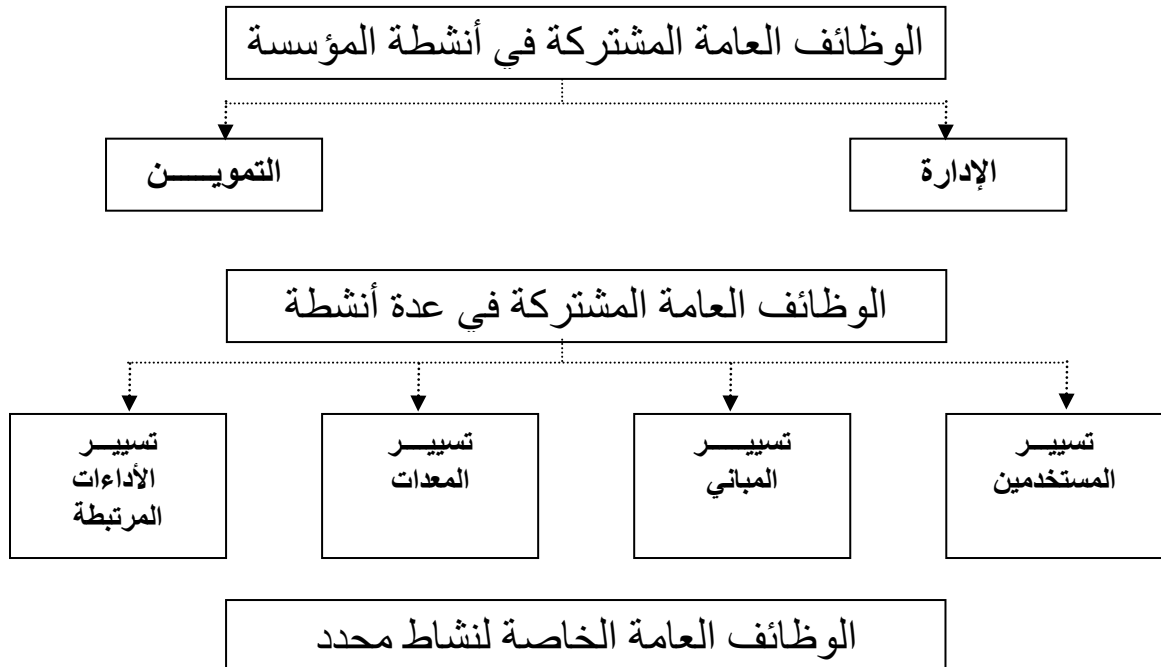 الوظائف العامة المشتركة في أنشطة المؤسسة
الإدارة
التمويـــــن
الوظائف العامة المشتركة في عدة أنشطة
تسييـــر
المستخدمين
تسييـــــر
المباني
تسييـــر
المعدات
تسييـــر
الأداءات
المرتبطة
الوظائف العامة الخاصة لنشاط محدد